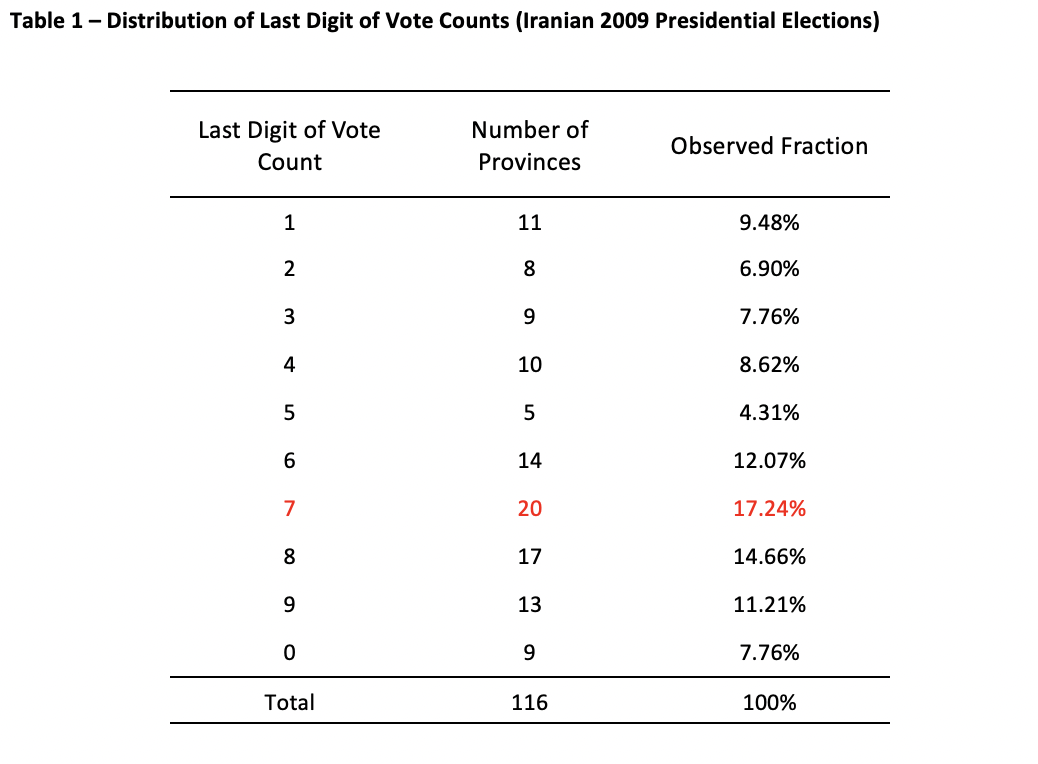 Table 1 – Distribution of Last Digit of Vote Counts (Iranian 2009 Presidential Elections)
Last Digit of Vote Count Number of Provinces Observed Fraction
1 11 9.48%
2 8 6.90%
3 9 7.76%
4 10 8.62%
5 5 4.31%
6 14 12.07%
7 20 17.24%
8 17 14.66%
9 13 11.21%
0 9 7.76%
Total 116 100%